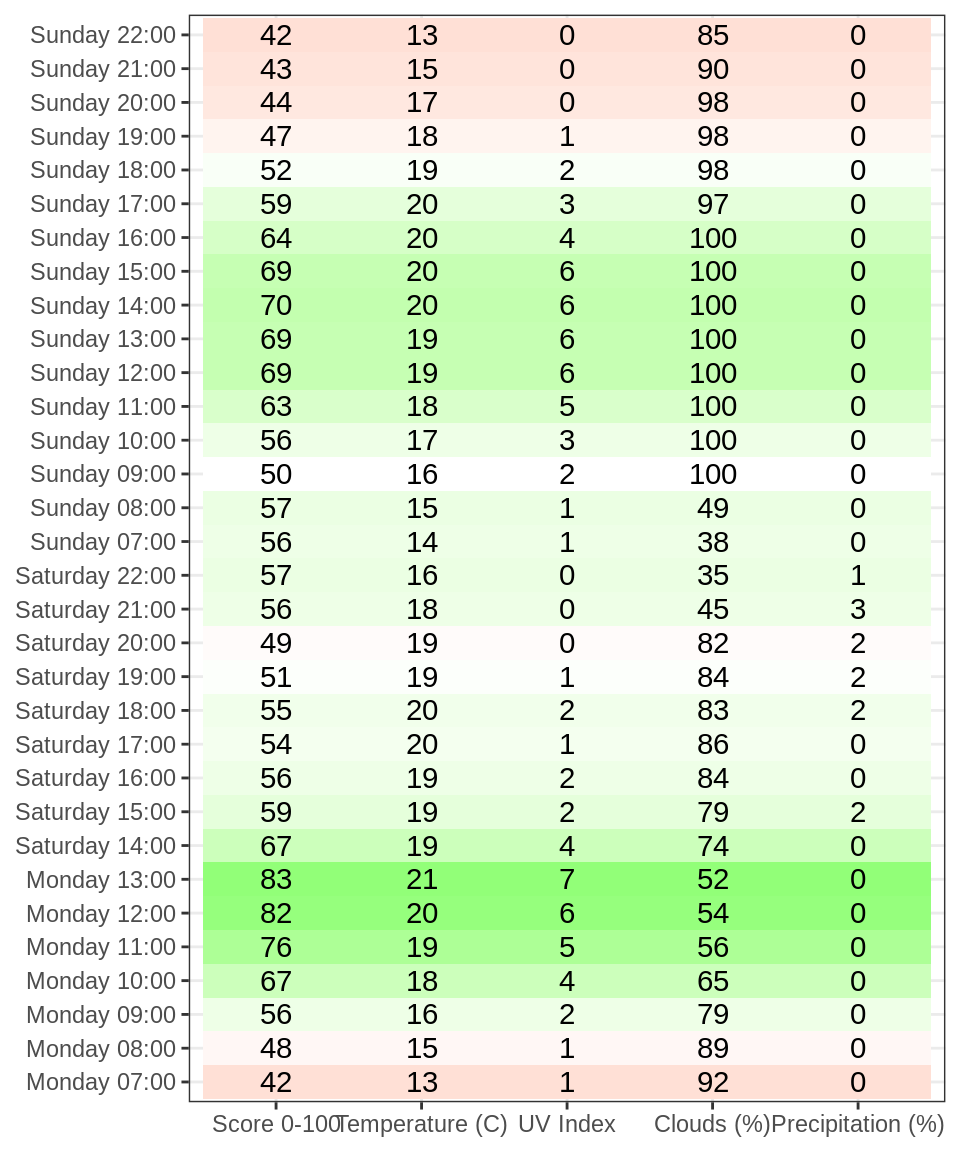 Sunday 22:00 42 13 0 85 0
Sunday 21:00 43 15 0 90 0
Sunday 20:00 44 17 0 98 0
Sunday 19:00 47 18 1 98 0
Sunday 18:00 52 19 2 98 0
Sunday 17:00 59 20 3 97 0
Sunday 16:00 64 20 4 100 0
Sunday 15:00 69 20 6 100 0
Sunday 14:00 70 20 6 100 0
Sunday 13:00 69 19 6 100 0
Sunday 12:00 69 19 6 100 0
Sunday 11:00 63 18 5 100 0
Sunday 10:00 56 17 3 100 0
Sunday 09:00 50 16 2 100 0
Sunday 08:00 57 15 1 49 0
Sunday 07:00 56 14 1 38 0
Saturday 22:00 57 16 0 35 1
Saturday 21:00 56 18 0 45 3
Saturday 20:00 49 19 0 82 2
Saturday 19:00 51 19 1 84 2
Saturday 18:00 55 20 2 83 2
Saturday 17:00 54 20 1 86 0
Saturday 16:00 56 19 2 84 0
Saturday 15:00 59 19 2 79 2
Saturday 14:00 67 19 4 74 0
Monday 13:00 83 21 7 52 0
Monday 12:00 82 20 6 54 0
Monday 11:00 76 19 5 56 0
Monday 10:00 67 18 4 65 0
Monday 09:00 56 16 2 79 0
Monday 08:00 48 15 1 89 0
Monday 07:00 42 13 1 92 0
Score 0-100 Temperature (C) UV Index Clouds (%) Precipitation (%)